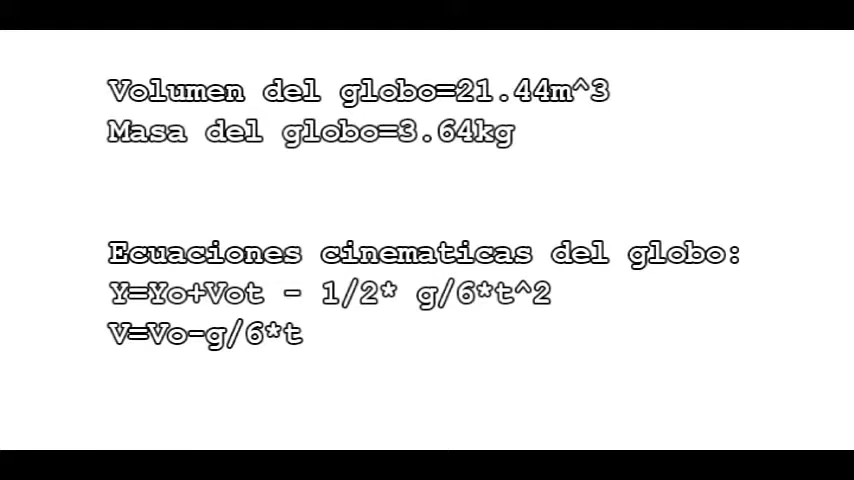 Volumen del globo=21.44m^3
Masa del globo=3.64kg
Ecuaciones cinematicas del globo:
Y=Yo+Vot - 1/2* g/6*t^2
V=Vo-g/6*t